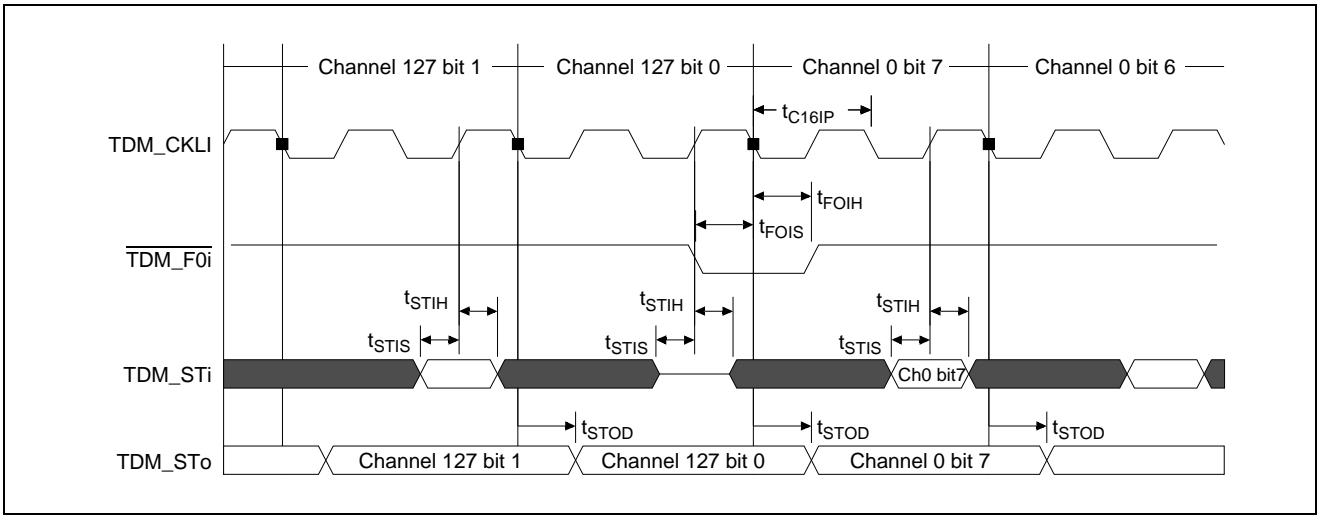 Channel 127 bit 1 Channel 127 bit 0 Channel 0 bit 7 Channel 0 bit 6
tC16IP
TDM_CKLI
tFOIH
tFOIS
TDM_F0i
tSTIH tSTIH tSTIH
tSTIS tSTIS tSTIS
TDM_STi Ch0 bit7
tSTOD tSTOD tSTOD
TDM_STo Channel 127 bit 1 Channel 127 bit 0 Channel 0 bit 7